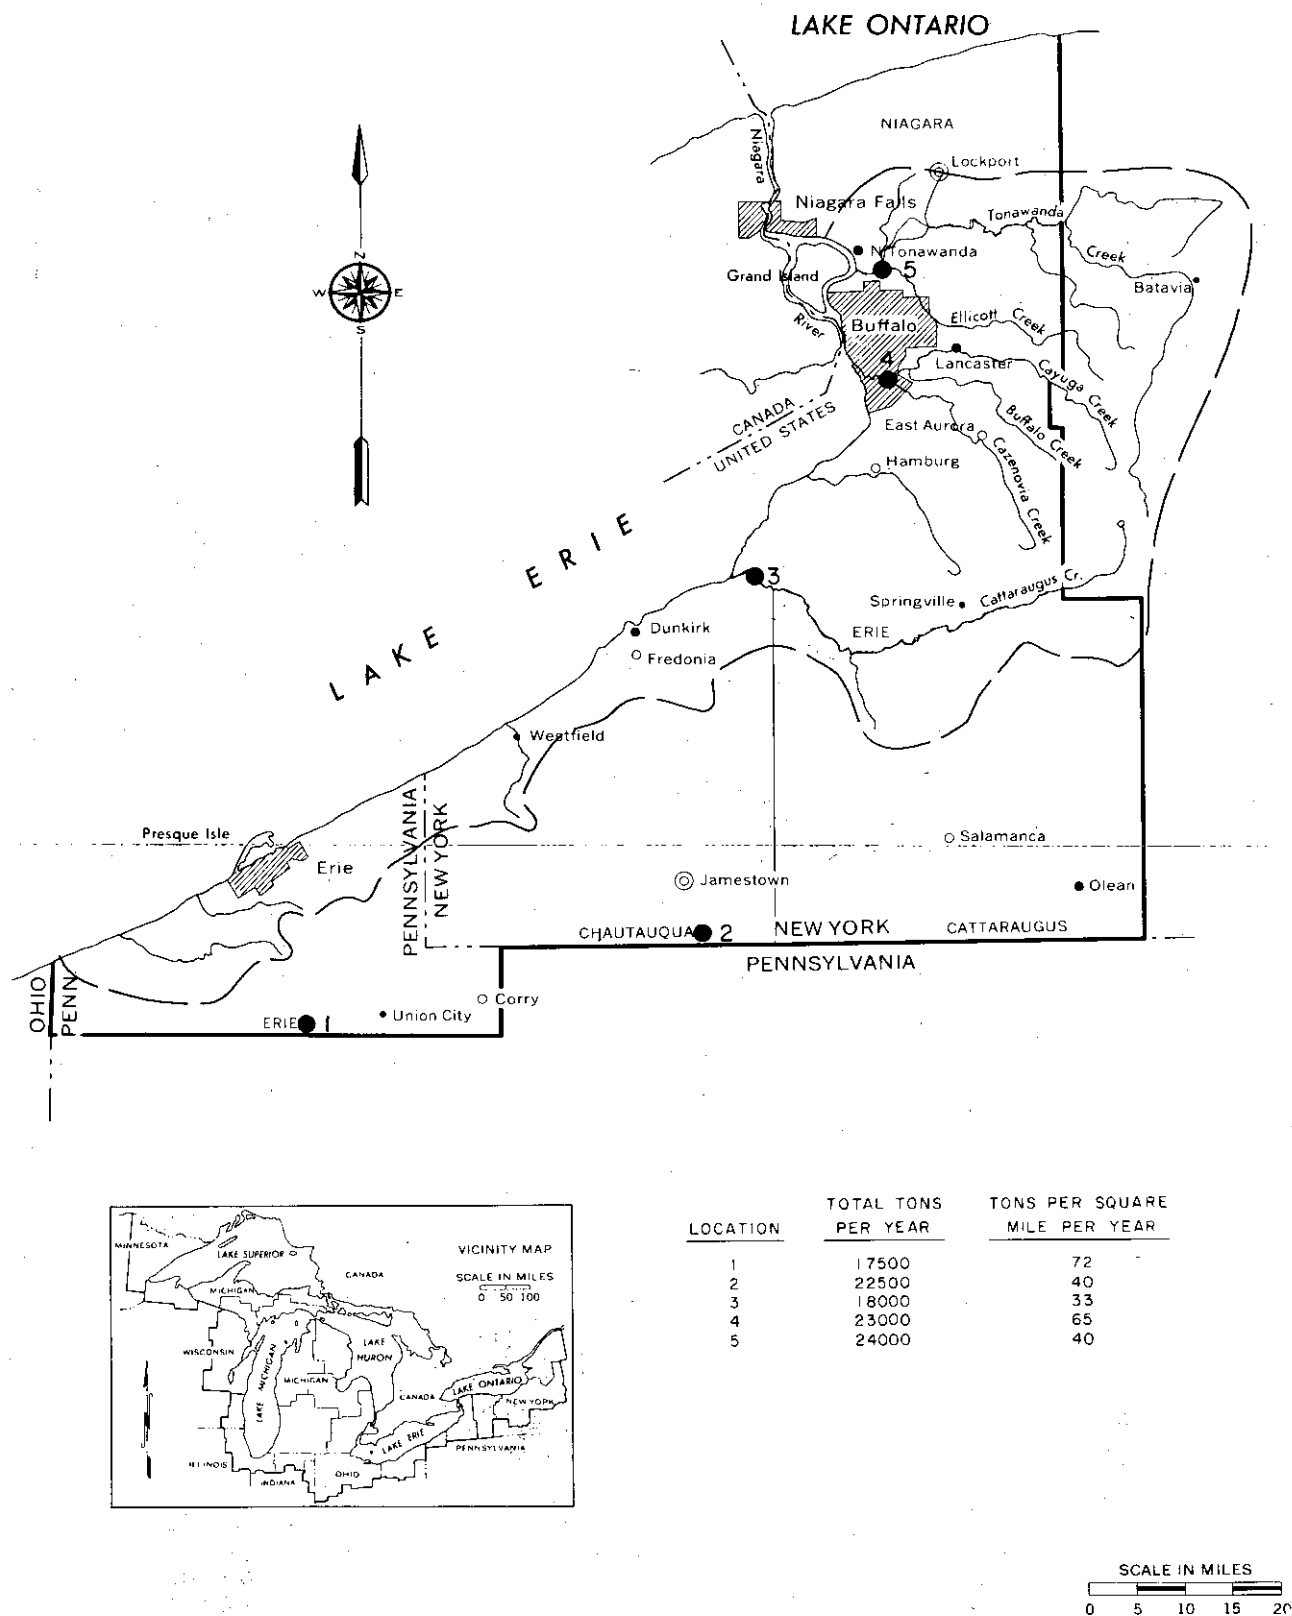 LAKE ONTARIO
NIAGARA
Niagara
Lockport
Niagara Falls
Tonawanda
Creek
N. Tonawanda
5
Grand Island
Batavia
River
Buffalo
Ellicott Creek
4
Lancaster
Cayuga Creek
CANADA
UNITED STATES
East Aurora
Buffalo Creek
Hamburg
Cazenovia Creek
N
W E
S
LAKE ERIE
3
Springville
Cattaraugus Cr.
Dunkirk
ERIE
Fredonia
Westfield
Presque Isle
Erie
PENNSYLVANIA
NEW YORK
Salamanca
Jamestown
Olean
CHAUTAUQUA
2
NEW YORK
CATTARAUGUS
PENNSYLVANIA
OHIO
PENN
Corry
ERIE
1
Union City
MINNESOTA
LAKE SUPERIOR
VICINITY MAP
CANADA
SCALE IN MILES
0 50 100
MICHIGAN
WISCONSIN
LAKE MICHIGAN
LAKE HURON
MICHIGAN
CANADA
LAKE ONTARIO
NEW YORK
LAKE ERIE
PENNSYLVANIA
ILLINOIS
INDIANA
OHIO
LOCATION TOTAL TONS PER YEAR TONS PER SQUARE MILE PER YEAR
1 17500 72
2 22500 40
3 18000 33
4 23000 65
5 24000 40
SCALE IN MILES
0 5 10 15 20